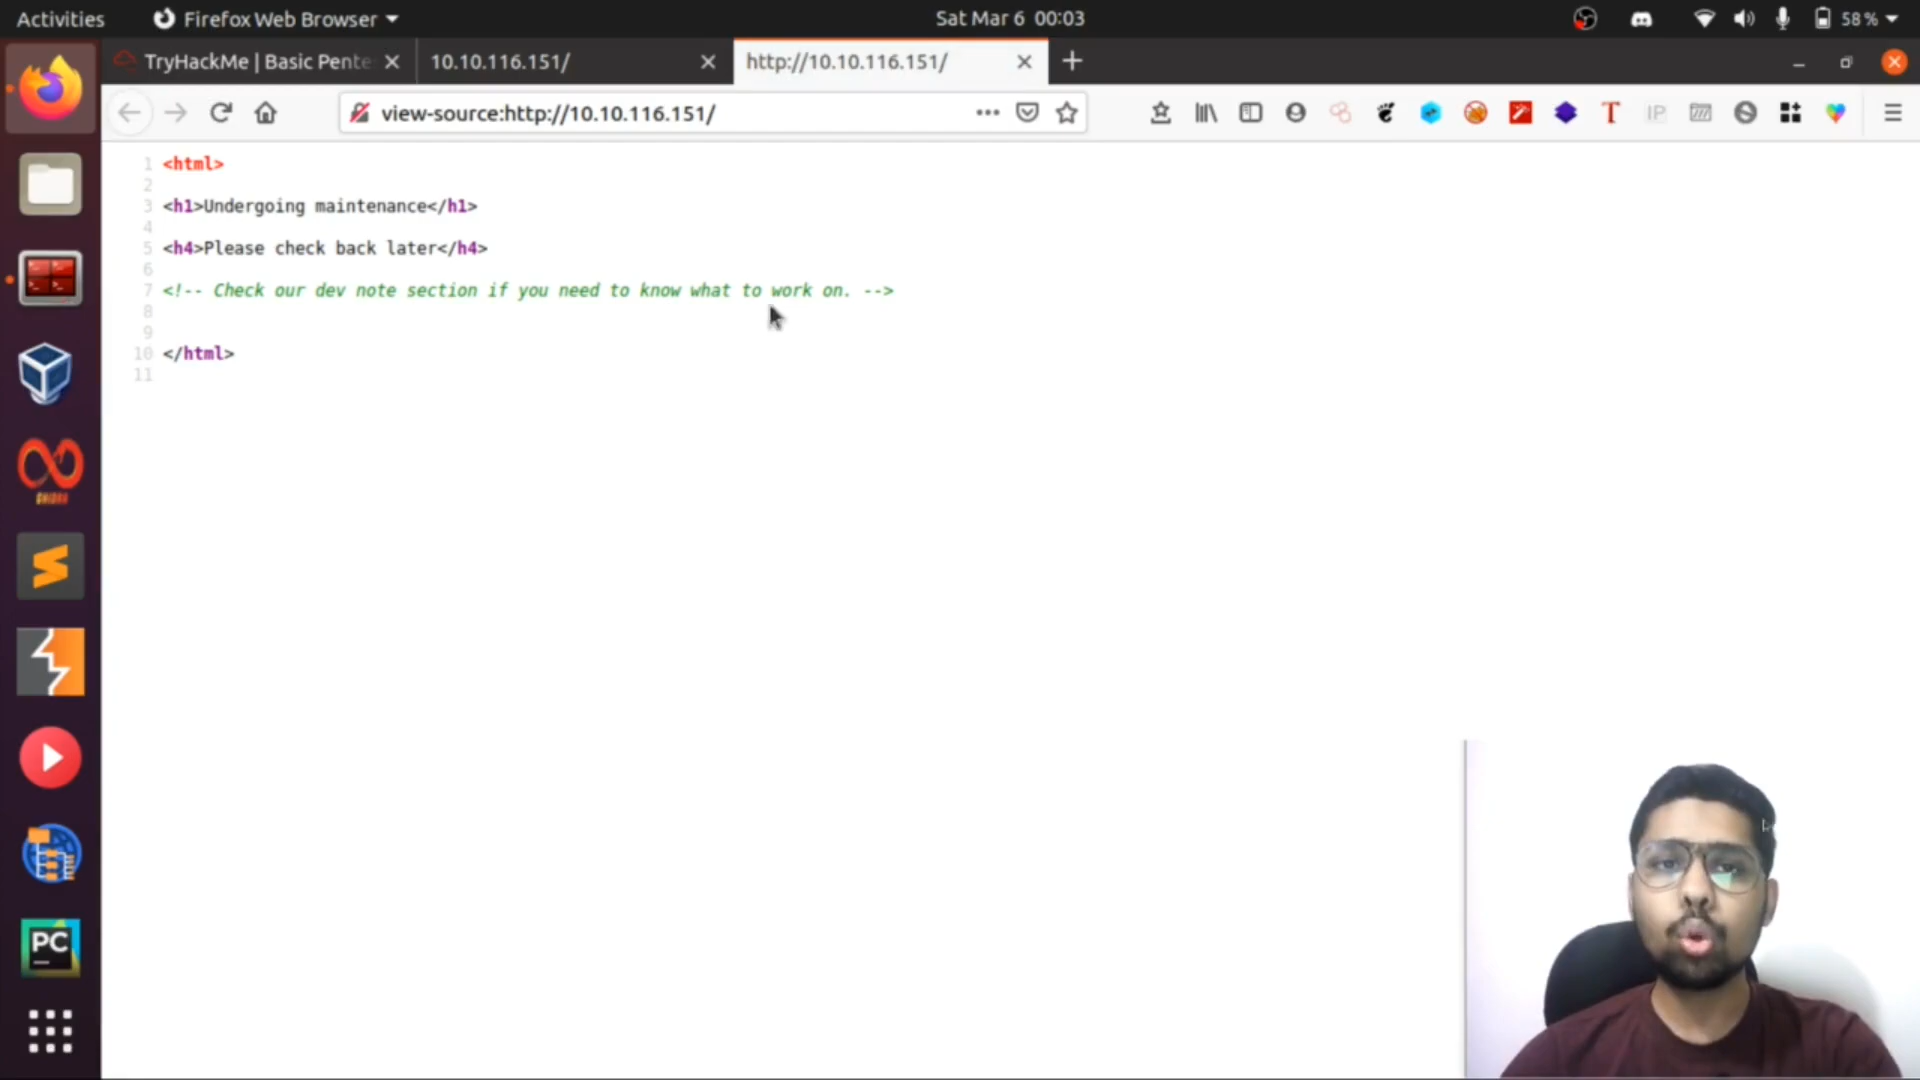 Activities Firefox Web Browser Sat Mar 6 00:03 58 %
TryHackMe | Basic Pente 10.10.116.151/ http://10.10.116.151/
view-source:http://10.10.116.151/ T IP
1 <html>
2
3 <h1>Undergoing maintenance</h1>
4
5 <h4>Please check back later</h4>
6
7 <!-- Check our dev note section if you need to know what to work on. -->
8
9
10 </html>
11
GHIDRA
PC